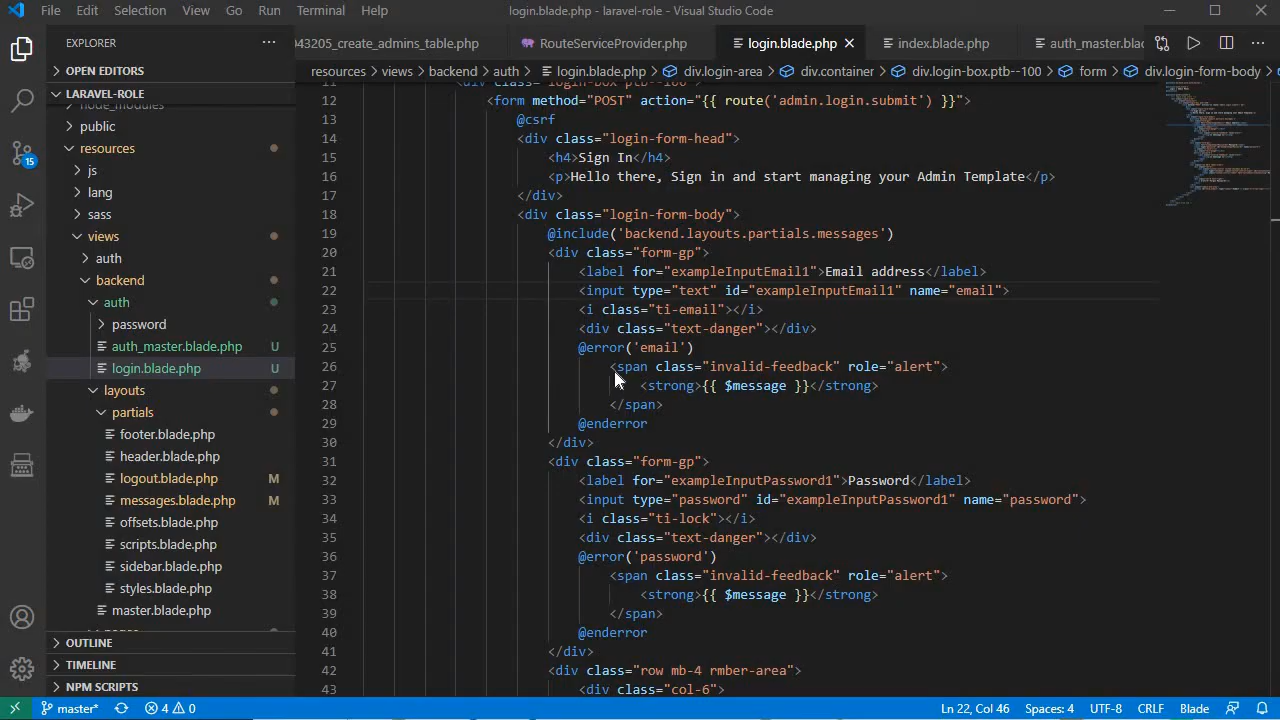 File Edit Selection View Go Run Terminal Help
login.blade.php - laravel-role - Visual Studio Code
EXPLORER
043205_create_admins_table.php
RouteServiceProvider.php
login.blade.php
index.blade.php
auth_master.blac
OPEN EDITORS
resources > views > backend > auth > login.blade.php > div.login-area > div.container > div.login-box.ptb--100 > form > div.login-form-body >
LARAVEL-ROLE
node_modules
public
resources
js
lang
sass
views
auth
backend
auth
password
auth_master.blade.php U
login.blade.php U
layouts
partials
footer.blade.php
header.blade.php
logout.blade.php M
messages.blade.php M
offsets.blade.php
scripts.blade.php
sidebar.blade.php
styles.blade.php
master.blade.php
OUTLINE
TIMELINE
NPM SCRIPTS
15
11 <div class="login-box ptb--100">
12 <form method="POST" action="{{ route('admin.login.submit') }}">
13 @csrf
14 <div class="login-form-head">
15 <h4>Sign In</h4>
16 <p>Hello there, Sign in and start managing your Admin Template</p>
17 </div>
18 <div class="login-form-body">
19 @include('backend.layouts.partials.messages')
20 <div class="form-gp">
21 <label for="exampleInputEmail1">Email address</label>
22 <input type="text" id="exampleInputEmail1" name="email">
23 <i class="ti-email"></i>
24 <div class="text-danger"></div>
25 @error('email')
26 <span class="invalid-feedback" role="alert">
27 <strong>{{ $message }}</strong>
28 </span>
29 @enderror
30 </div>
31 <div class="form-gp">
32 <label for="exampleInputPassword1">Password</label>
33 <input type="password" id="exampleInputPassword1" name="password">
34 <i class="ti-lock"></i>
35 <div class="text-danger"></div>
36 @error('password')
37 <span class="invalid-feedback" role="alert">
38 <strong>{{ $message }}</strong>
39 </span>
40 @enderror
41 </div>
42 <div class="row mb-4 rmber-area">
43 <div class="col-6">
master* 4 0
Ln 22, Col 46 Spaces: 4 UTF-8 CRLF Blade